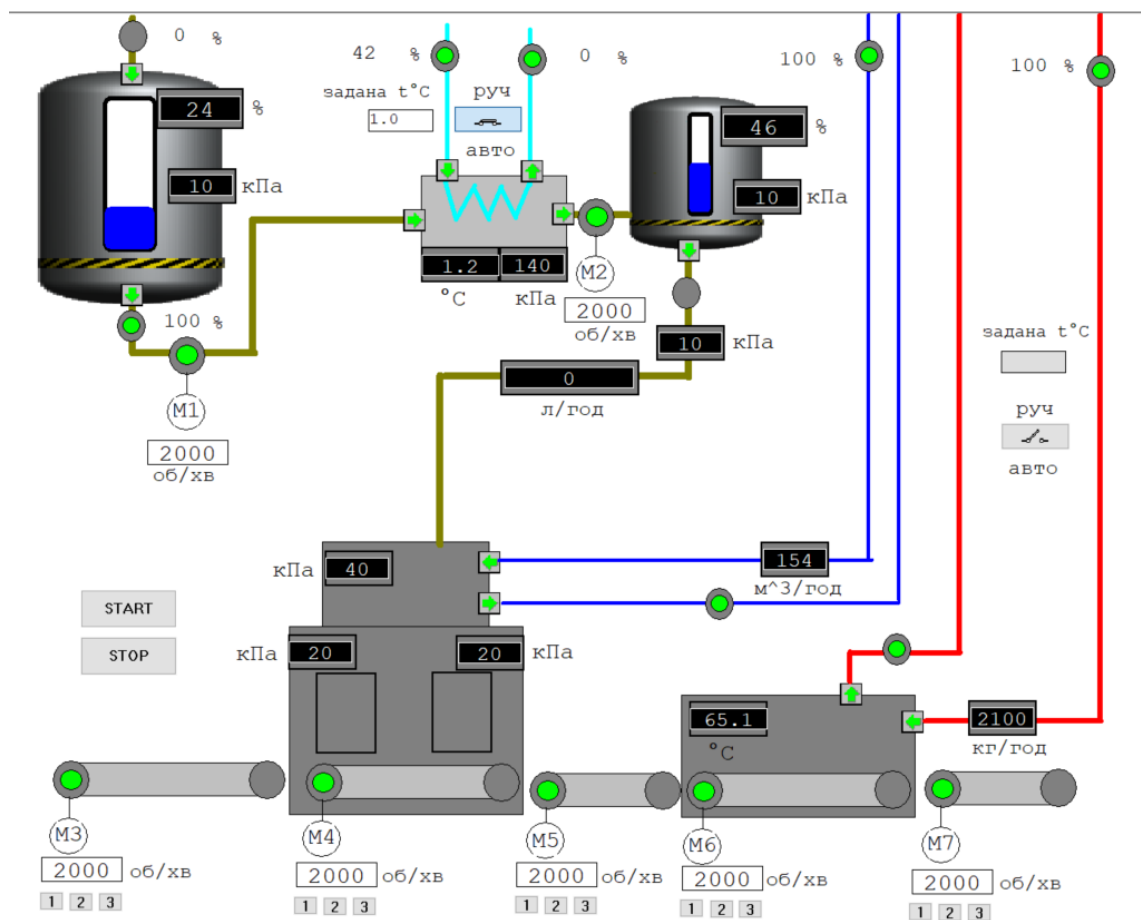 0 %
42 %
0 %
100 %
100 %
задана t°C
руч
1.0
авто
24 %
46 %
10 кПа
10 кПа
1.2
140
°C
кПа
M2
2000
об/хв
100 %
M1
2000
об/хв
10 кПа
0
л/год
задана t°C
руч
авто
кПа 40
154
м^3/год
START
STOP
кПа 20
20 кПа
65.1
°C
2100
кг/год
M3
2000 об/хв
1 2 3
M4
2000 об/хв
1 2 3
M5
2000 об/хв
1 2 3
M6
2000 об/хв
1 2 3
M7
2000 об/хв
1 2 3